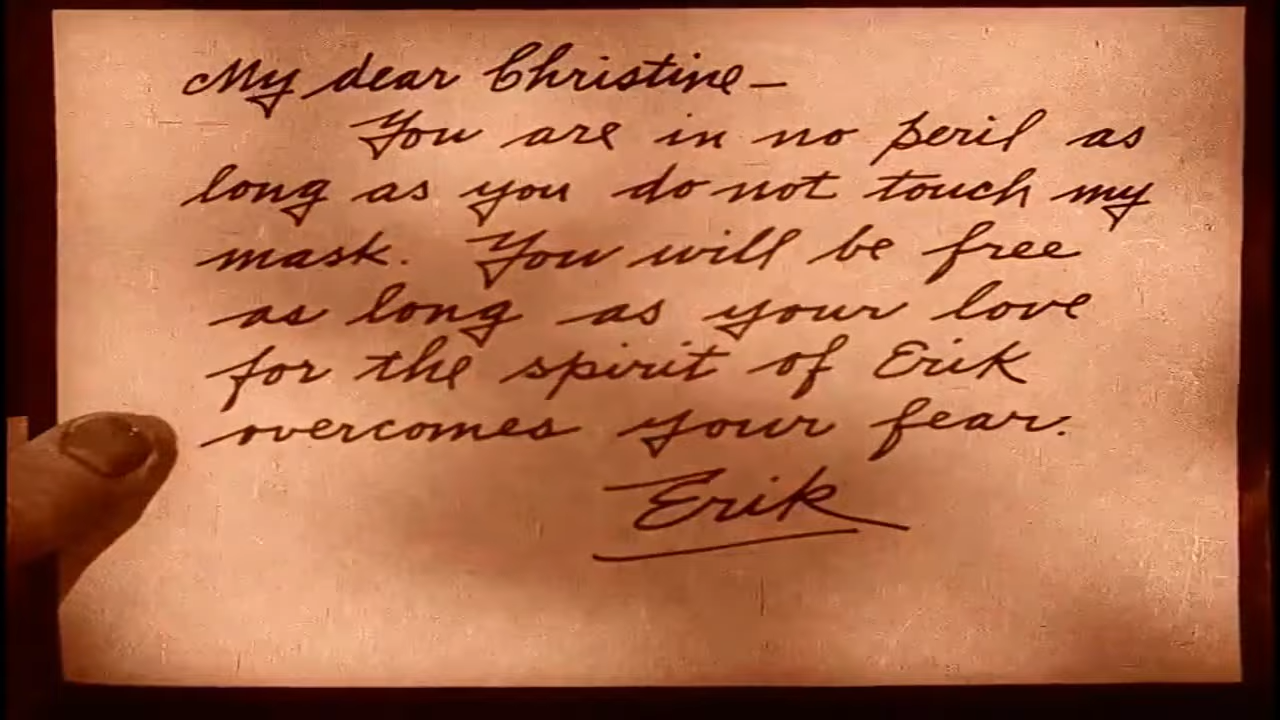 My dear Christine—
You are in no peril as
long as you do not touch my
mask. You will be free
as long as your love
for the spirit of Erik
overcomes your fear.
Erik